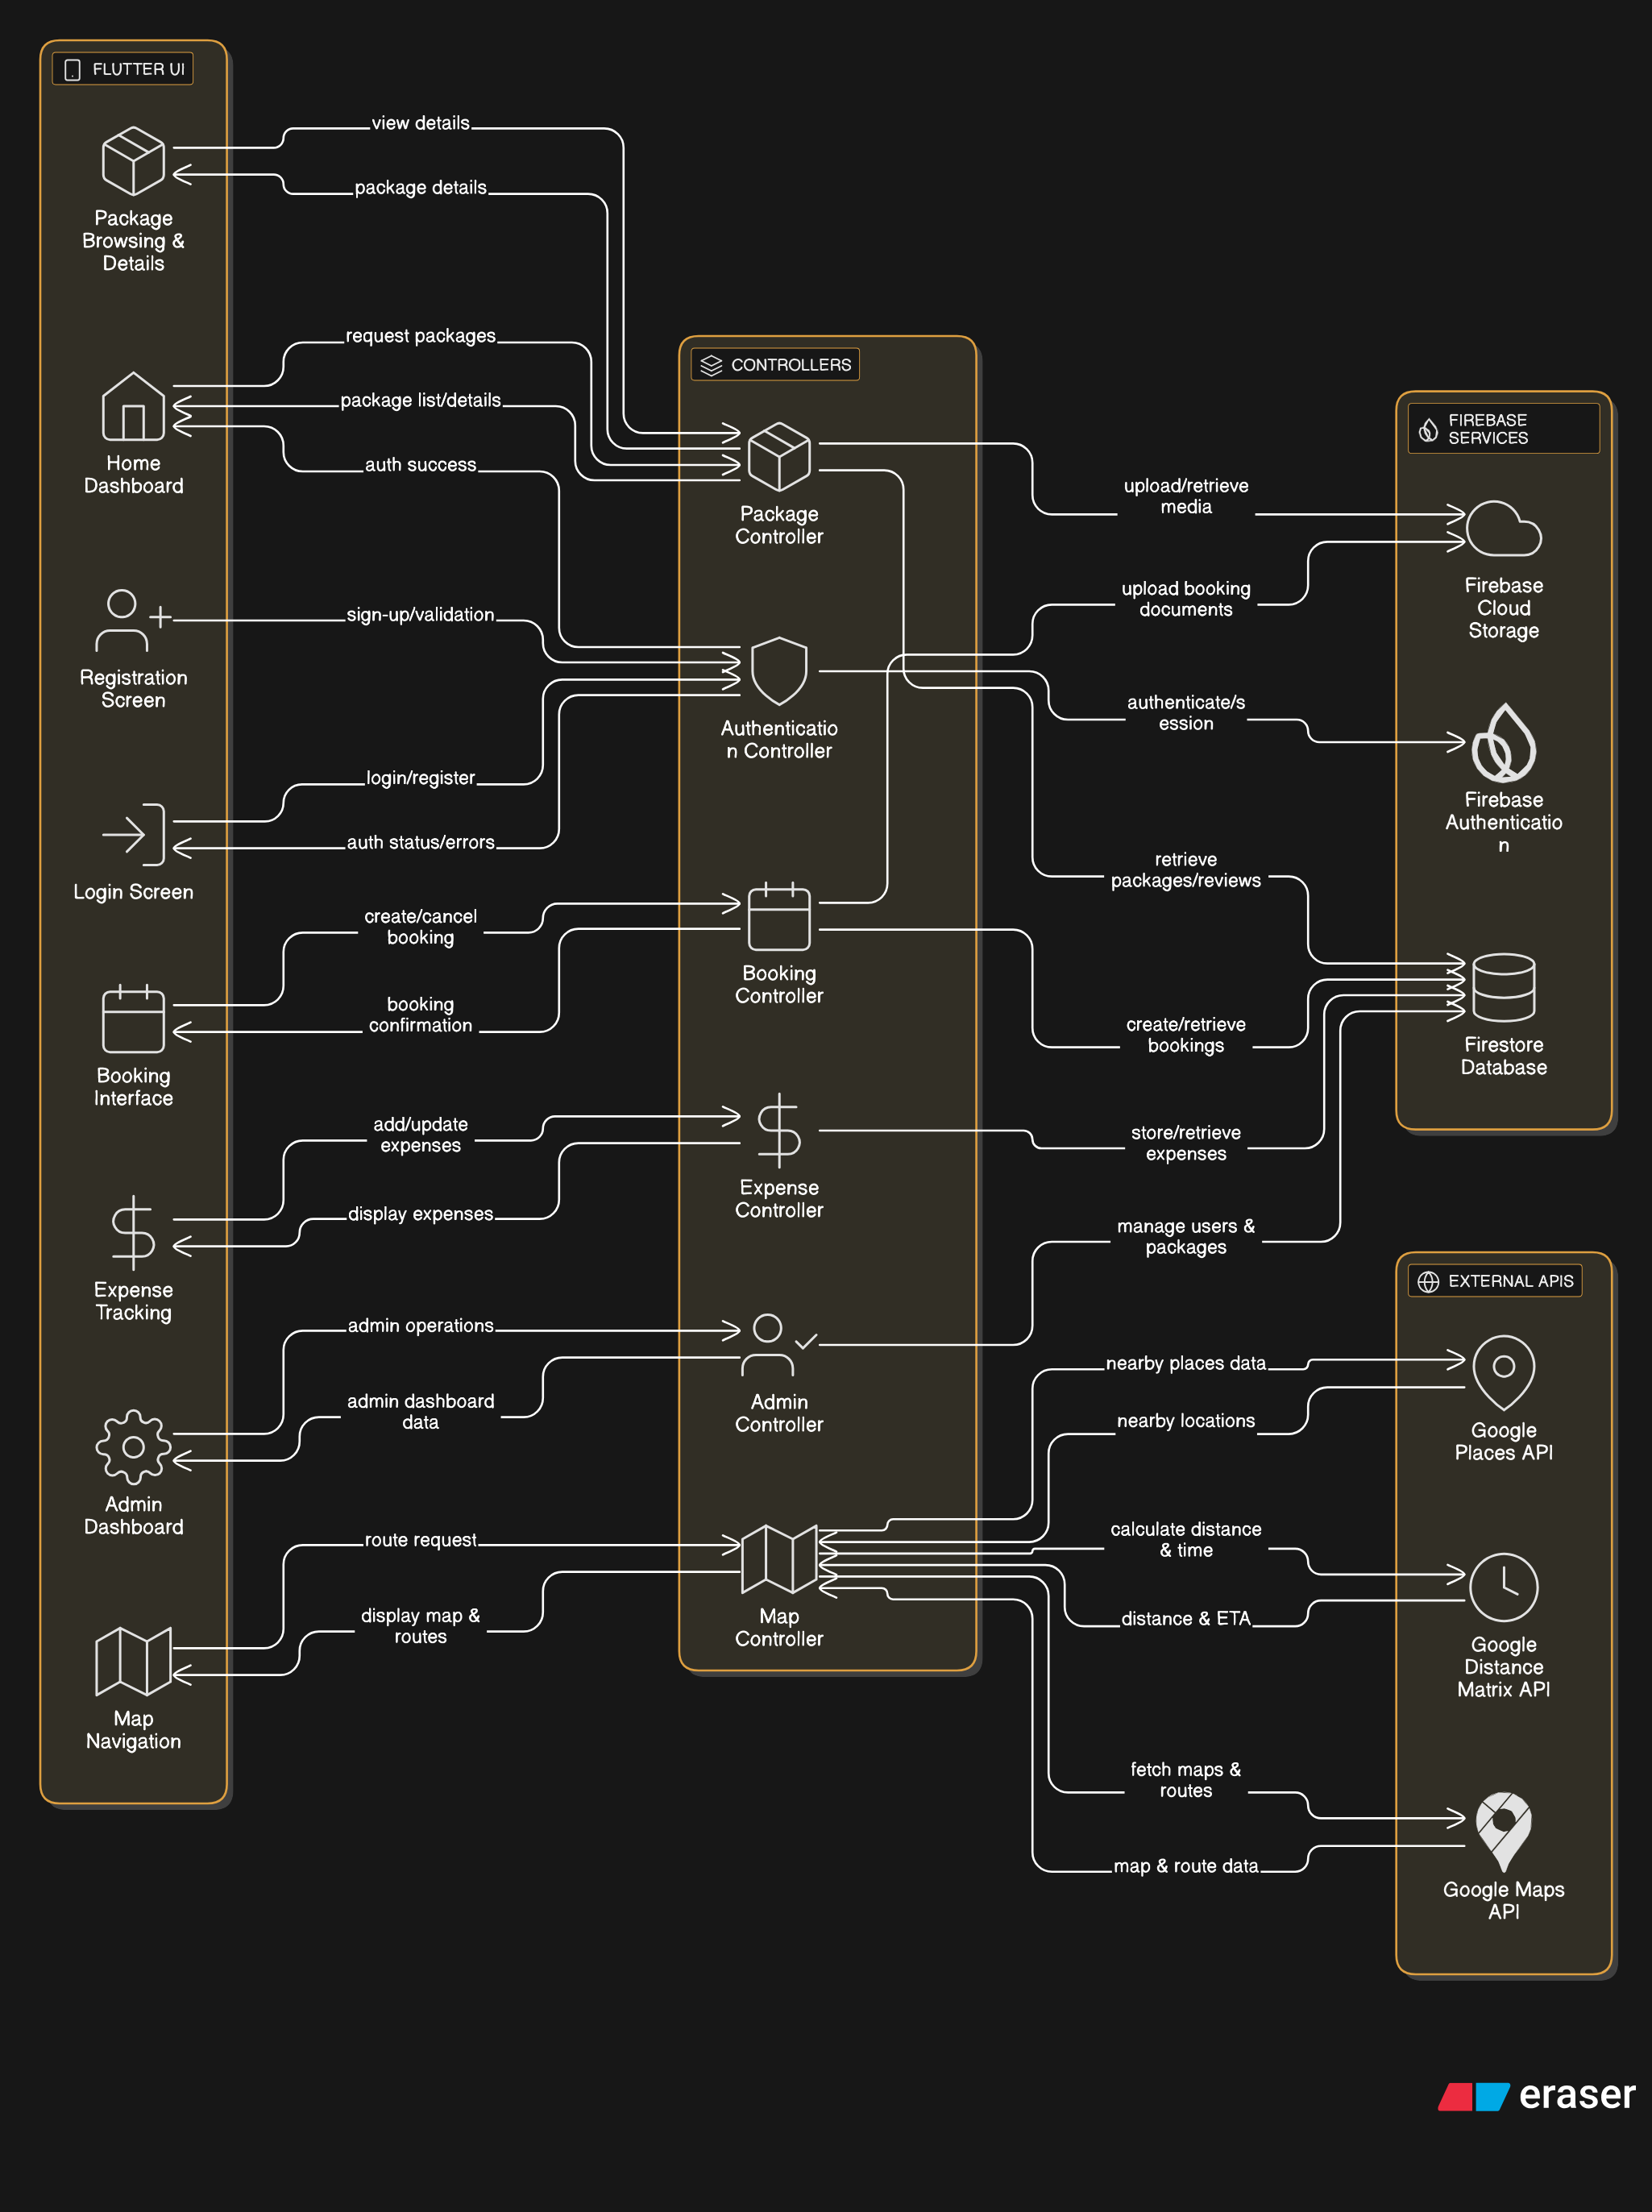 FLUTTER UI
Package
Browsing &
Details
Home
Dashboard
Registration
Screen
Login Screen
Booking
Interface
Expense
Tracking
Admin
Dashboard
Map
Navigation
view details
package details
request packages
package list/details
auth success
sign-up/validation
login/register
auth status/errors
create/cancel
booking
booking
confirmation
add/update
expenses
display expenses
admin operations
admin dashboard
data
route request
display map &
routes
CONTROLLERS
Package
Controller
Authenticatio
n Controller
Booking
Controller
Expense
Controller
Admin
Controller
Map
Controller
upload/retrieve
media
upload booking
documents
authenticate/s
ession
retrieve
packages/reviews
create/retrieve
bookings
store/retrieve
expenses
manage users &
packages
nearby places data
nearby locations
calculate distance
& time
distance & ETA
fetch maps &
routes
map & route data
FIREBASE
SERVICES
Firebase
Cloud
Storage
Firebase
Authenticatio
n
Firestore
Database
EXTERNAL APIS
Google
Places API
Google
Distance
Matrix API
Google Maps
API
eraser